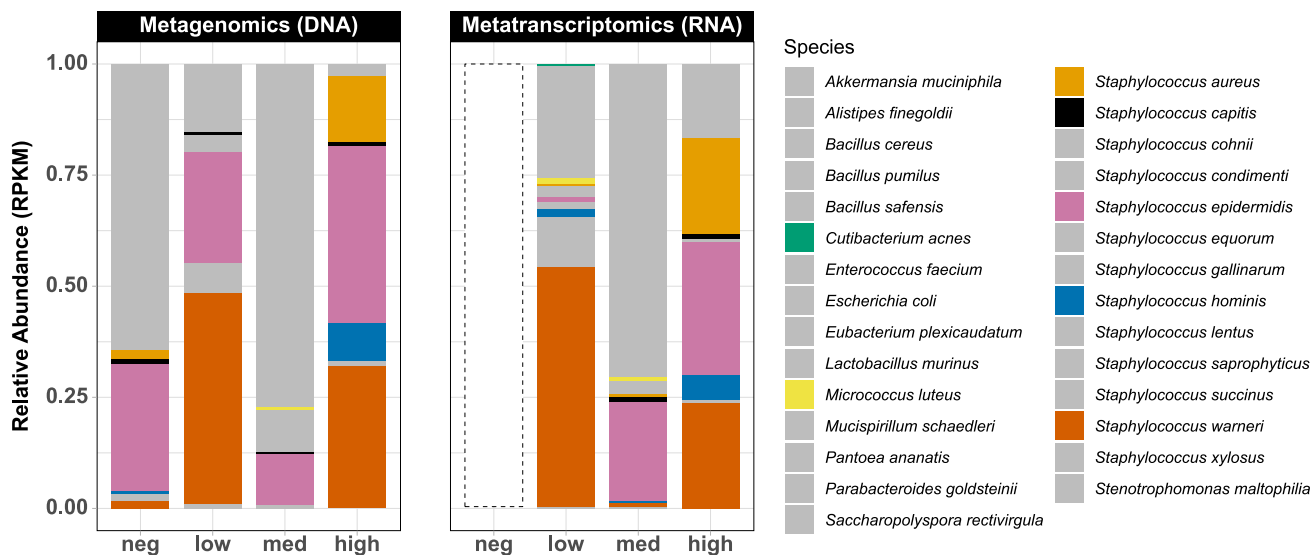 Metagenomics (DNA)
Metatranscriptomics (RNA)
Relative Abundance (RPKM)
1.00
0.75
0.50
0.25
0.00
neg low med high
neg low med high
Species
Akkermansia muciniphila
Alistipes finegoldii
Bacillus cereus
Bacillus pumilus
Bacillus safensis
Cutibacterium acnes
Enterococcus faecium
Escherichia coli
Eubacterium plexicaudatum
Lactobacillus murinus
Micrococcus luteus
Mucispirillum schaedleri
Pantoea ananatis
Parabacteroides goldsteinii
Saccharopolyspora rectivirgula
Staphylococcus aureus
Staphylococcus capitis
Staphylococcus cohnii
Staphylococcus condimenti
Staphylococcus epidermidis
Staphylococcus equorum
Staphylococcus gallinarum
Staphylococcus hominis
Staphylococcus lentus
Staphylococcus saprophyticus
Staphylococcus succinus
Staphylococcus warneri
Staphylococcus xylosus
Stenotrophomonas maltophilia